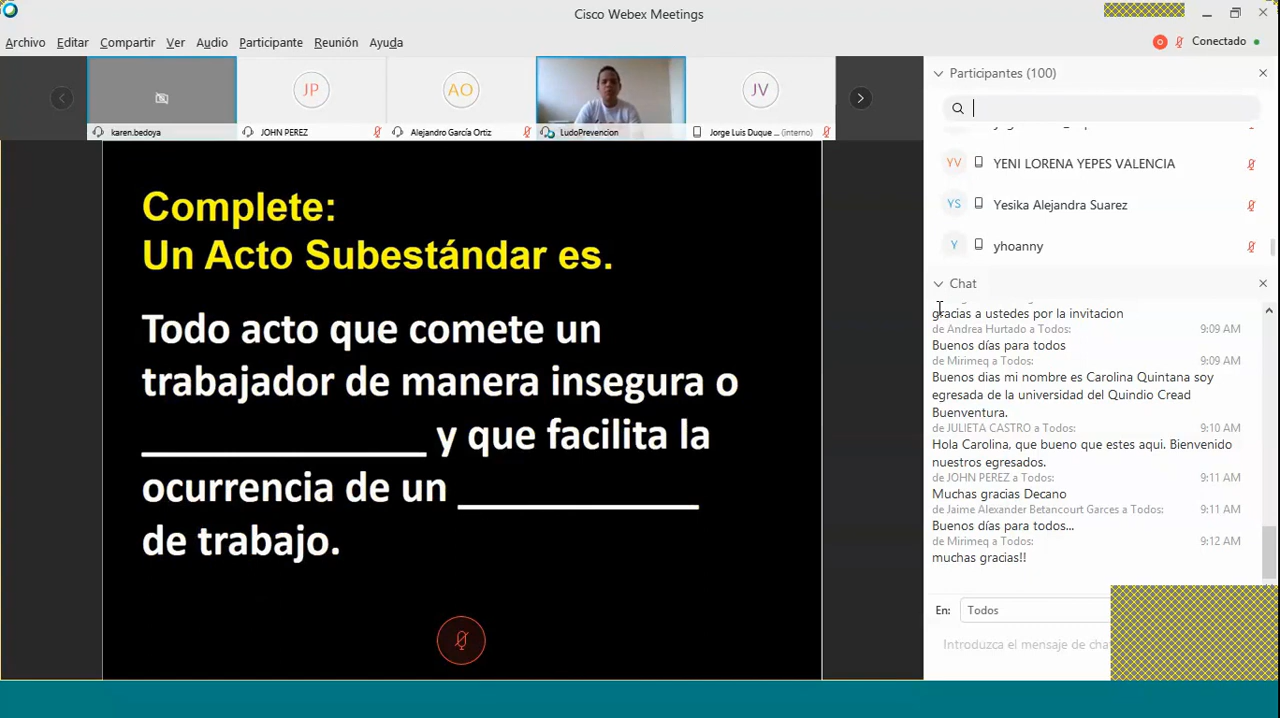 Cisco Webex Meetings
Archivo Editar Compartir Ver Audio Participante Reunión Ayuda
Conectado
karen.bedoya
JP
JOHN PEREZ
AO
Alejandro García Ortiz
LudoPrevencion
JV
Jorge Luis Duque ... (interno)
Complete:
Un Acto Subestándar es.
Todo acto que comete un
trabajador de manera insegura o
______________ y que facilita la
ocurrencia de un ____________
de trabajo.
Participantes (100)
YV YENI LORENA YEPES VALENCIA
YS Yesika Alejandra Suarez
Y yhoanny
Chat
gracias a ustedes por la invitacion
de Andrea Hurtado a Todos: 9:09 AM
Buenos días para todos
de Mirimeq a Todos: 9:09 AM
Buenos dias mi nombre es Carolina Quintana soy
egresada de la universidad del Quindio Cread
Buenventura.
de JULIETA CASTRO a Todos: 9:10 AM
Hola Carolina, que bueno que estes aqui. Bienvenido
nuestros egresados.
de JOHN PEREZ a Todos: 9:11 AM
Muchas gracias Decano
de Jaime Alexander Betancourt Garces a Todos: 9:11 AM
Buenos días para todos...
de Mirimeq a Todos: 9:12 AM
muchas gracias!!
En: Todos
Introduzca el mensaje de cha